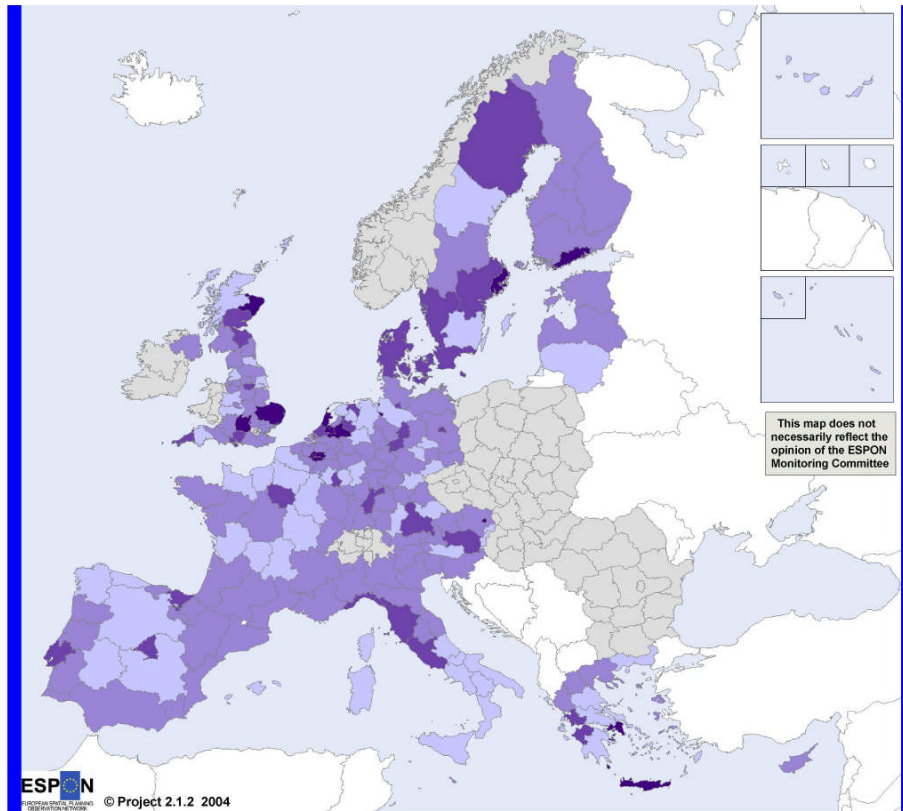 This map does not
necessarily reflect the
opinion of the ESPON
Monitoring Committee
ESPON
EUROPEAN SPATIAL PLANNING
OBSERVATION NETWORK
© Project 2.1.2 2004